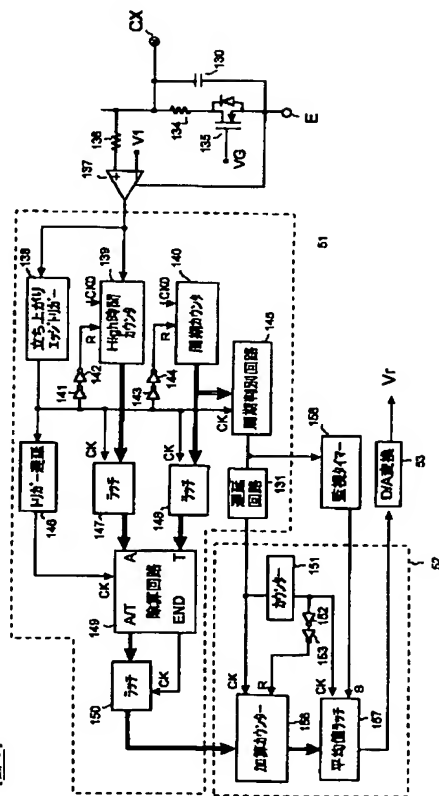 CX
130
136
134
137
V1
135
VG
E
138
立ち上がり
エッジトリガー
139
CK0
R
High時間
カウンタ
140
CK0
R
周期カウンタ
141
142
143
144
145
CK
周期判別回路
51
トリガー遅延
146
CK
CK
CK
ラッチ
147
ラッチ
148
131
遅延
回路
158
監視タイマー
A
T
A/T
除算回路
END
CK
149
150
ラッチ
CK
151
カウンター
152
153
CK
R
加算カウンター
156
CK
S
平均値ラッチ
157
52
D/A変換
53
Vr